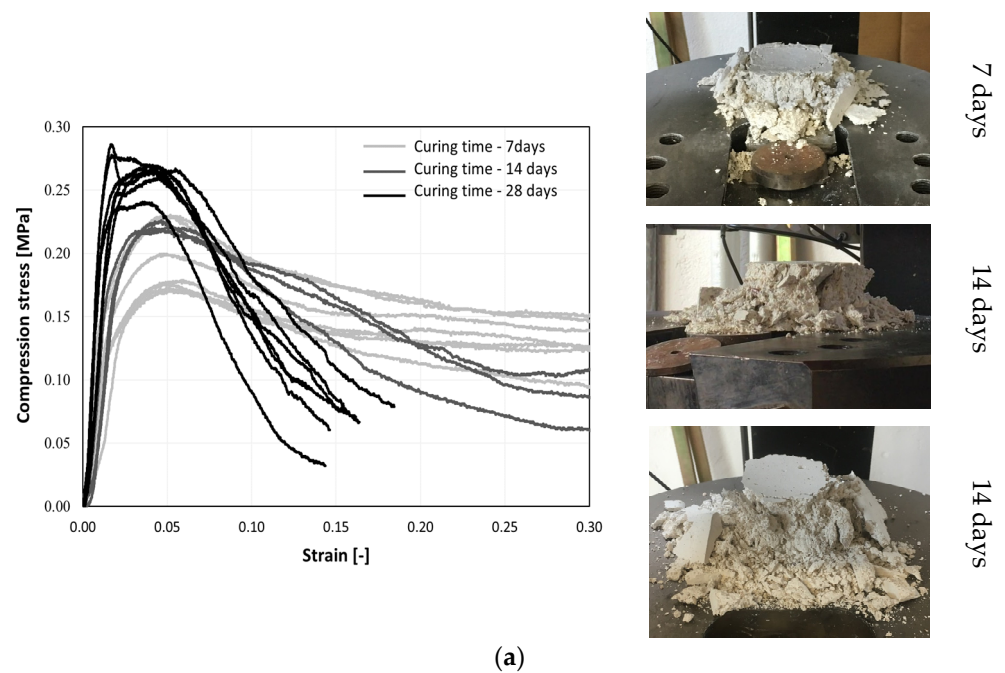 7 days
0.30
0.25
0.20
0.15
0.10
0.05
0.00
Compression stress [MPa]
Curing time - 7days
Curing time - 14 days
Curing time - 28 days
0.00 0.05 0.10 0.15 0.20 0.25 0.30
Strain [-]
14 days
14 days
(a)